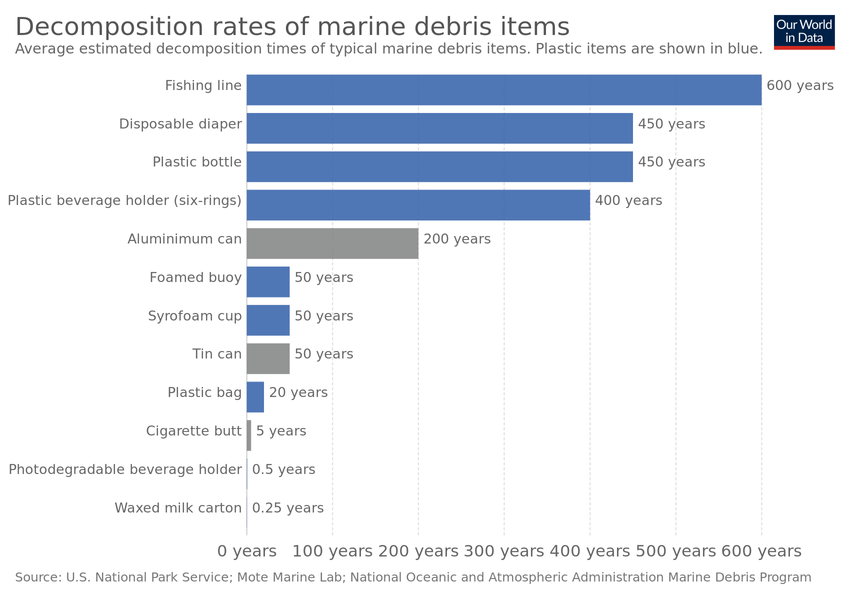 Decomposition rates of marine debris items
Our World
in Data
Average estimated decomposition times of typical marine debris items. Plastic items are shown in blue.
Fishing line 600 years
Disposable diaper 450 years
Plastic bottle 450 years
Plastic beverage holder (six-rings) 400 years
Aluminimum can 200 years
Foamed buoy 50 years
Syrofoam cup 50 years
Tin can 50 years
Plastic bag 20 years
Cigarette butt 5 years
Photodegradable beverage holder 0.5 years
Waxed milk carton 0.25 years
0 years 100 years 200 years 300 years 400 years 500 years 600 years
Source: U.S. National Park Service; Mote Marine Lab; National Oceanic and Atmospheric Administration Marine Debris Program